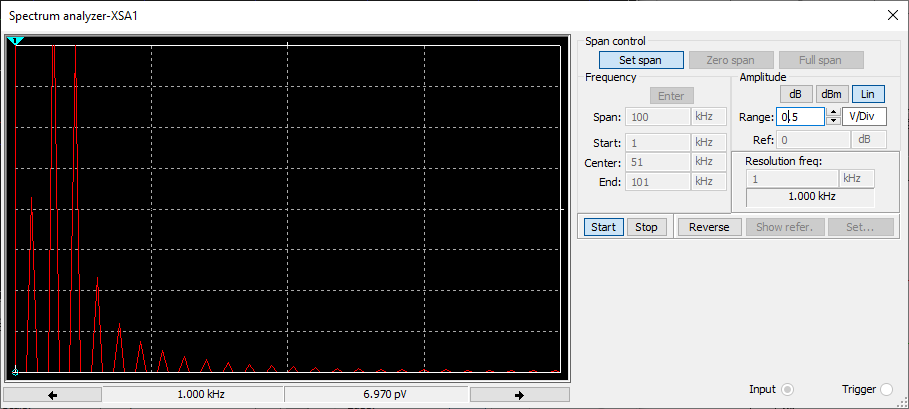 Spectrum analyzer-XSA1
1
Span control
Set span
Zero span
Full span
Frequency
Enter
Span: 100 kHz
Start: 1 kHz
Center: 51 kHz
End: 101 kHz
Amplitude
dB dBm Lin
Range: 0,5 V/Div
Ref: 0 dB
Resolution freq:
1 kHz
1.000 kHz
Start Stop Reverse Show refer. Set...
1.000 kHz 6.970 pV
Input Trigger